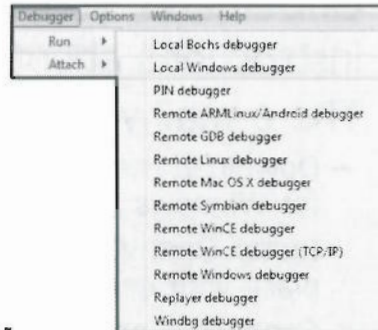 Debugger Options Windows Help
Run
Attach
Local Bochs debugger
Local Windows debugger
PIN debugger
Remote ARMLinux/Android debugger
Remote GDB debugger
Remote Linux debugger
Remote Mac OS X debugger
Remote Symbian debugger
Remote WinCE debugger
Remote WinCE debugger (TCP/IP)
Remote Windows debugger
Replayer debugger
Windbg debugger